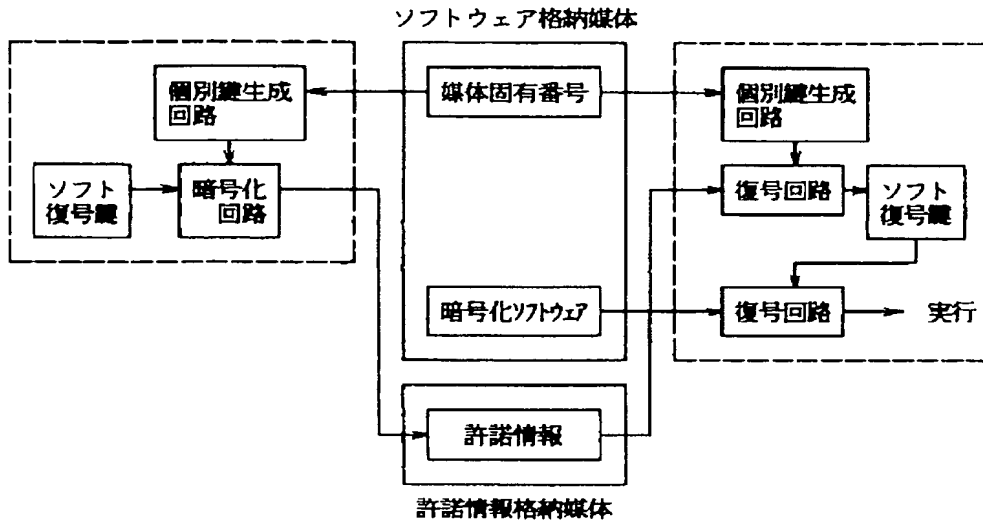 ソフトウェア格納媒体
個別鍵生成
回路
ソフト
復号鍵
暗号化
回路
媒体固有番号
暗号化ソフトウェア
許諾情報
許諾情報格納媒体
個別鍵生成
回路
復号回路
ソフト
復号鍵
復号回路
実行